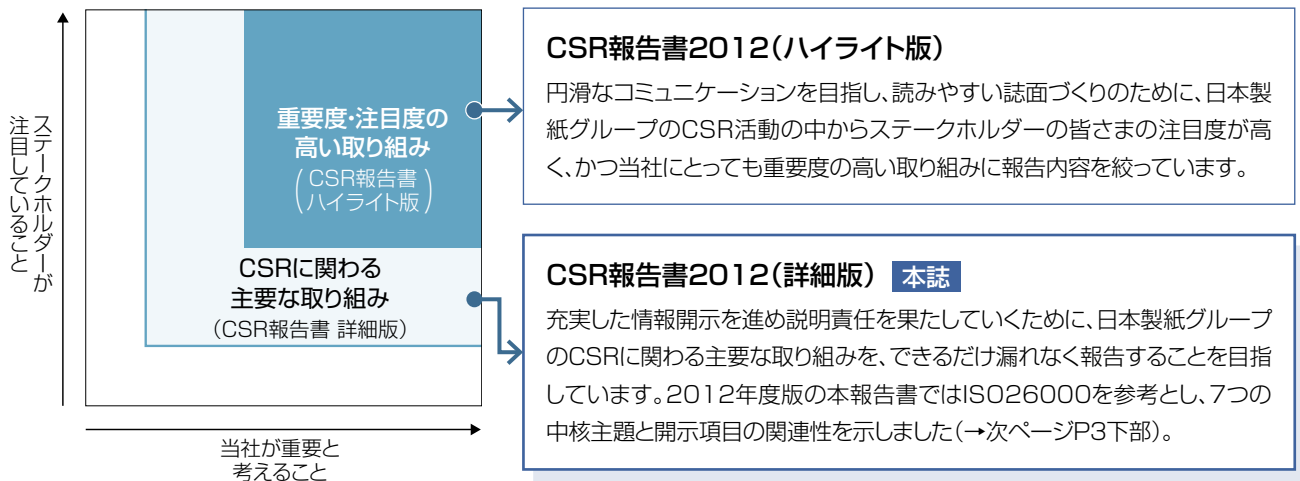 ステークホルダーが
注目していること
重要度・注目度の
高い取り組み
(CSR報告書
ハイライト版)
CSRに関わる
主要な取り組み
(CSR報告書 詳細版)
当社が重要と
考えること
CSR報告書2012(ハイライト版)
円滑なコミュニケーションを目指し、読みやすい誌面づくりのために、日本製
紙グループのCSR活動の中からステークホルダーの皆さまの注目度が高
く、かつ当社にとっても重要度の高い取り組みに報告内容を絞っています。
CSR報告書2012(詳細版) 本誌
充実した情報開示を進め説明責任を果たしていくために、日本製紙グループ
のCSRに関わる主要な取り組みを、できるだけ漏れなく報告することを目指
しています。2012年度版の本報告書ではISO26000を参考とし、7つの
中核主題と開示項目の関連性を示しました(→次ページP3下部)。